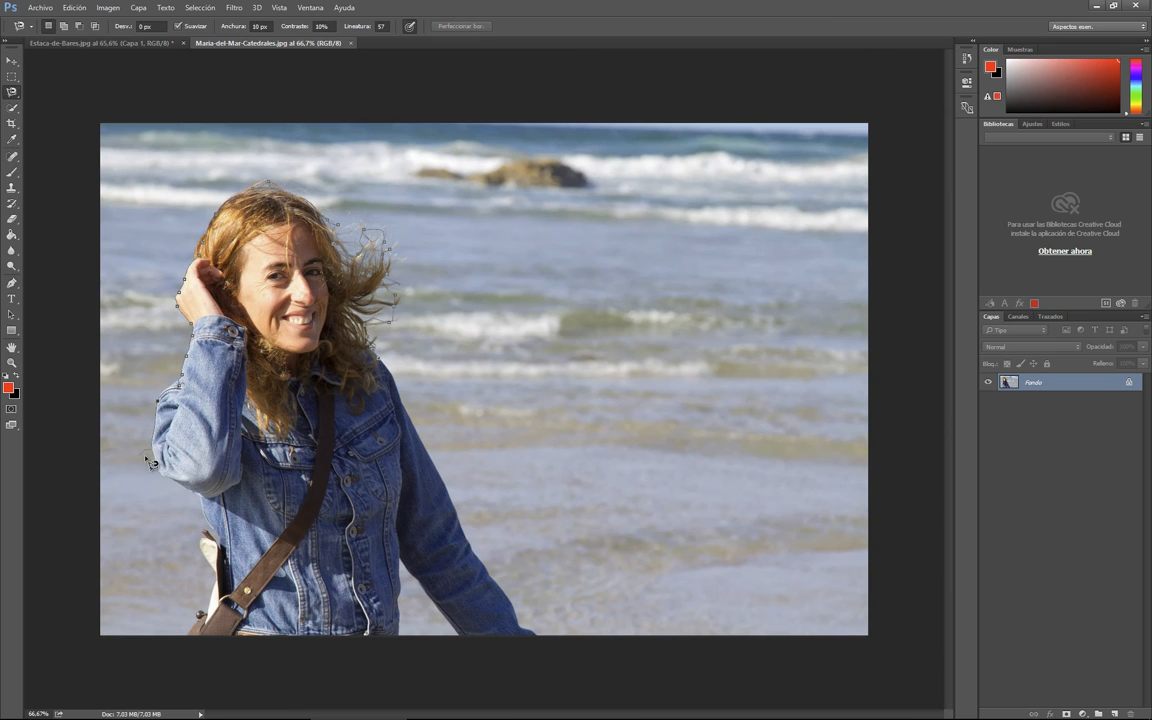 Ps Archivo Edición Imagen Capa Texto Selección Filtro 3D Vista Ventana Ayuda
Desv.: 0 px Suavizar Anchura: 10 px Contraste: 10% Lineatura: 57 Perfeccionar bor... Aspectos esen.
Estaca-de-Bares.jpg al 65,6% (Capa 1, RGB/8) * × Maria-del-Mar-Catedrales.jpg al 66,7% (RGB/8) ×
Color Muestras
Bibliotecas Ajustes Estilos
Para usar las Bibliotecas Creative Cloud
instale la aplicación de Creative Cloud
Obtener ahora
Capas Canales Trazados
Tipo
Normal Opacidad:
Bloq.: Relleno:
Fondo
66,67% Doc: 7,03 MB/7,03 MB